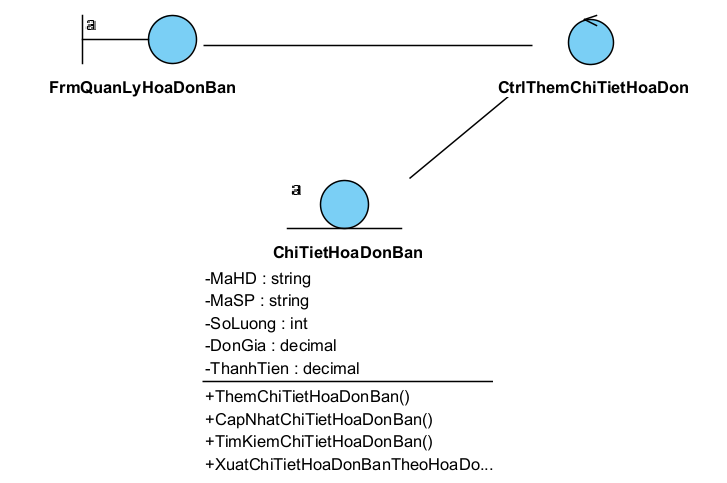 a
FrmQuanLyHoaDonBan
CtrlThemChiTietHoaDon
a
ChiTietHoaDonBan
-MaHD : string
-MaSP : string
-SoLuong : int
-DonGia : decimal
-ThanhTien : decimal
+ThemChiTietHoaDonBan()
+CapNhatChiTietHoaDonBan()
+TimKiemChiTietHoaDonBan()
+XuatChiTietHoaDonBanTheoHoaDo...